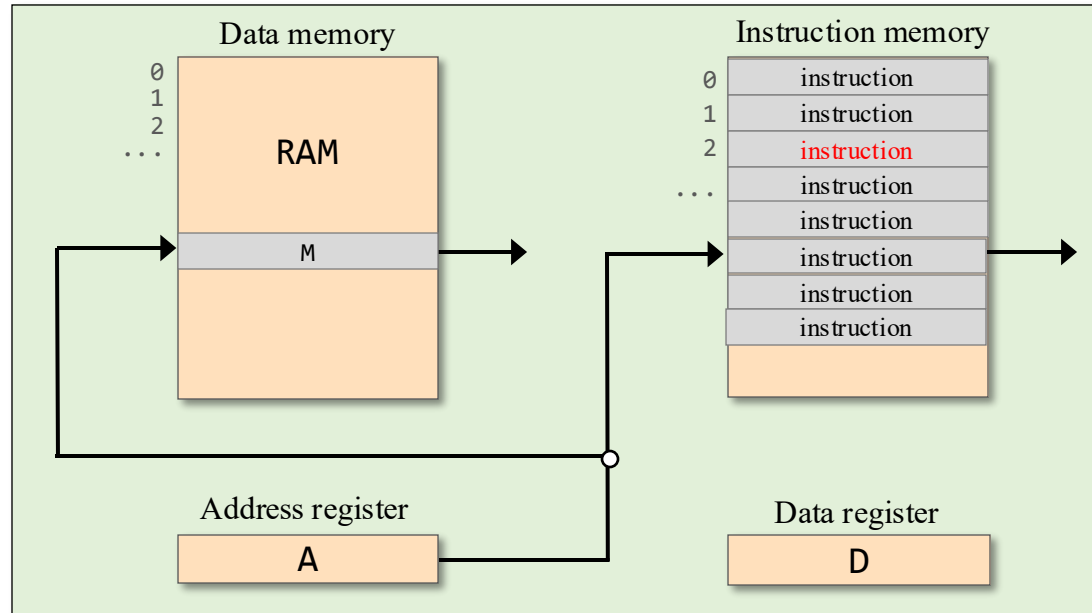 Data memory
0
1
2
...
RAM
M
Instruction memory
0
1
2
...
instruction
instruction
instruction
instruction
instruction
instruction
instruction
instruction
Address register
A
Data register
D